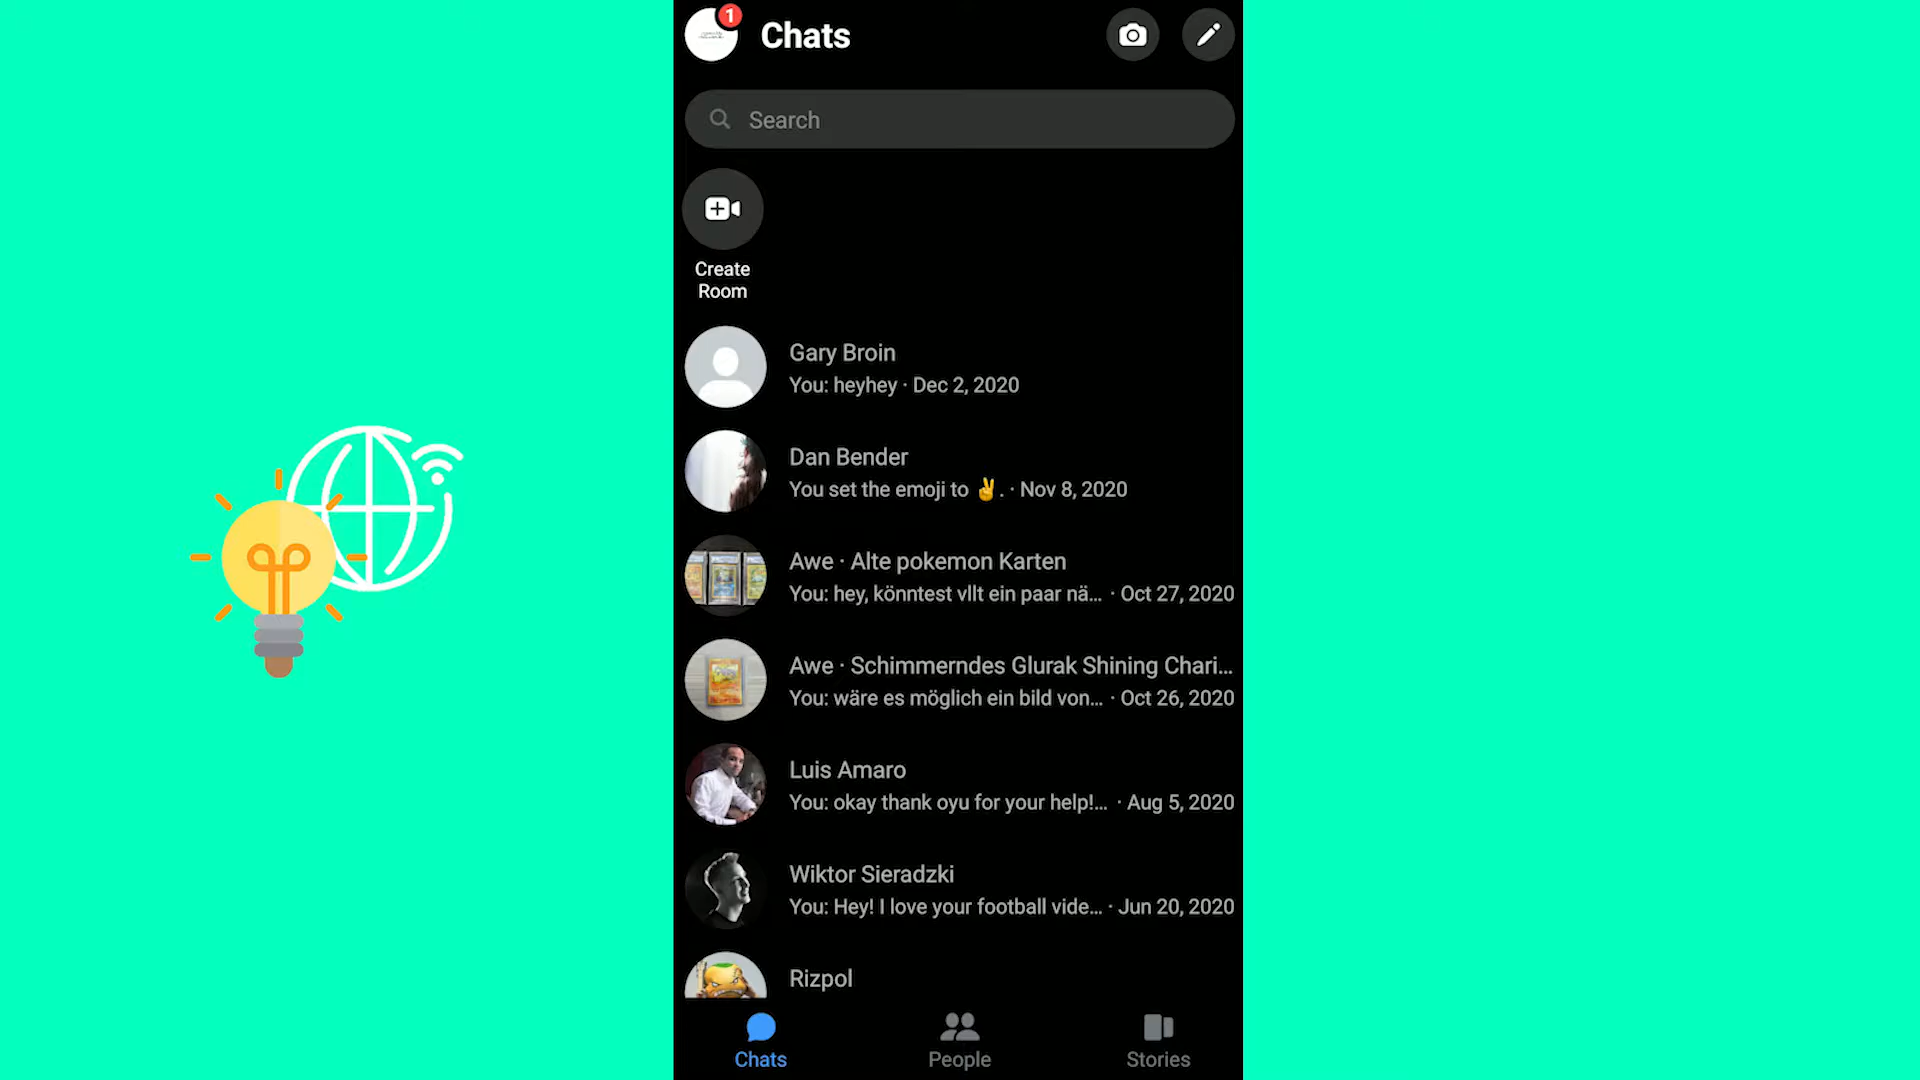 1
Chats
Search
Create
Room
Gary Broin
You: heyhey · Dec 2, 2020
Dan Bender
You set the emoji to ✌️. · Nov 8, 2020
Awe · Alte pokemon Karten
You: hey, könntest vllt ein paar nä... · Oct 27, 2020
Awe · Schimmerndes Glurak Shining Chari...
You: wäre es möglich ein bild von... · Oct 26, 2020
Luis Amaro
You: okay thank oyu for your help!... · Aug 5, 2020
Wiktor Sieradzki
You: Hey! I love your football vide... · Jun 20, 2020
Rizpol
Chats
People
Stories